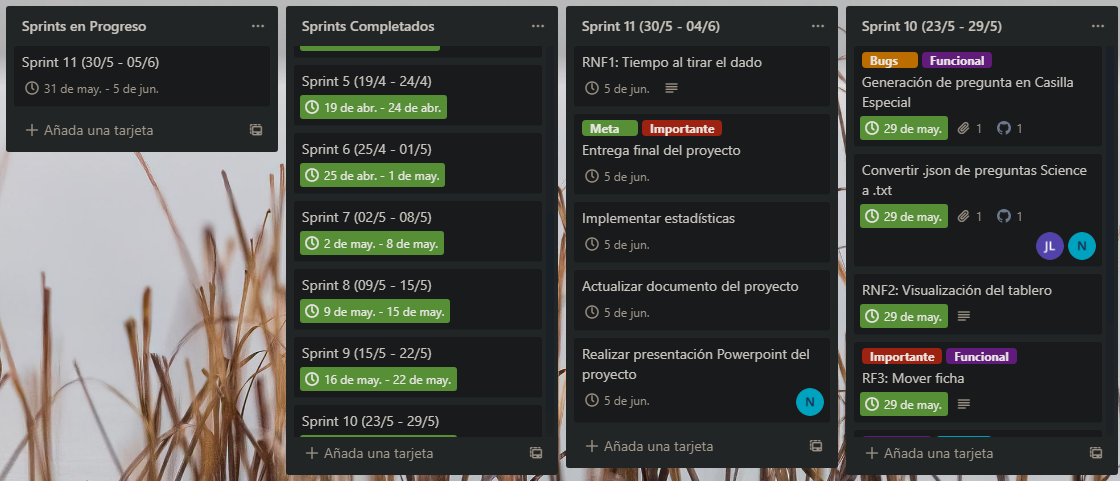 Sprints en Progreso
Sprint 11 (30/5 - 05/6)
31 de may. - 5 de jun.
Añada una tarjeta
Sprints Completados
Sprint 5 (19/4 - 24/4)
19 de abr. - 24 de abr.
Sprint 6 (25/4 - 01/5)
25 de abr. - 1 de may.
Sprint 7 (02/5 - 08/5)
2 de may. - 8 de may.
Sprint 8 (09/5 - 15/5)
9 de may. - 15 de may.
Sprint 9 (15/5 - 22/5)
16 de may. - 22 de may.
Sprint 10 (23/5 - 29/5)
Añada una tarjeta
Sprint 11 (30/5 - 04/6)
RNF1: Tiempo al tirar el dado
5 de jun.
Meta Importante
Entrega final del proyecto
5 de jun.
Implementar estadísticas
5 de jun.
Actualizar documento del proyecto
5 de jun.
Realizar presentación Powerpoint del
proyecto
5 de jun.
N
Añada una tarjeta
Sprint 10 (23/5 - 29/5)
Bugs Funcional
Generación de pregunta en Casilla
Especial
29 de may. 1 1
Convertir .json de preguntas Science
a .txt
29 de may. 1 1
JL N
RNF2: Visualización del tablero
29 de may.
Importante Funcional
RF3: Mover ficha
29 de may.
Añada una tarjeta